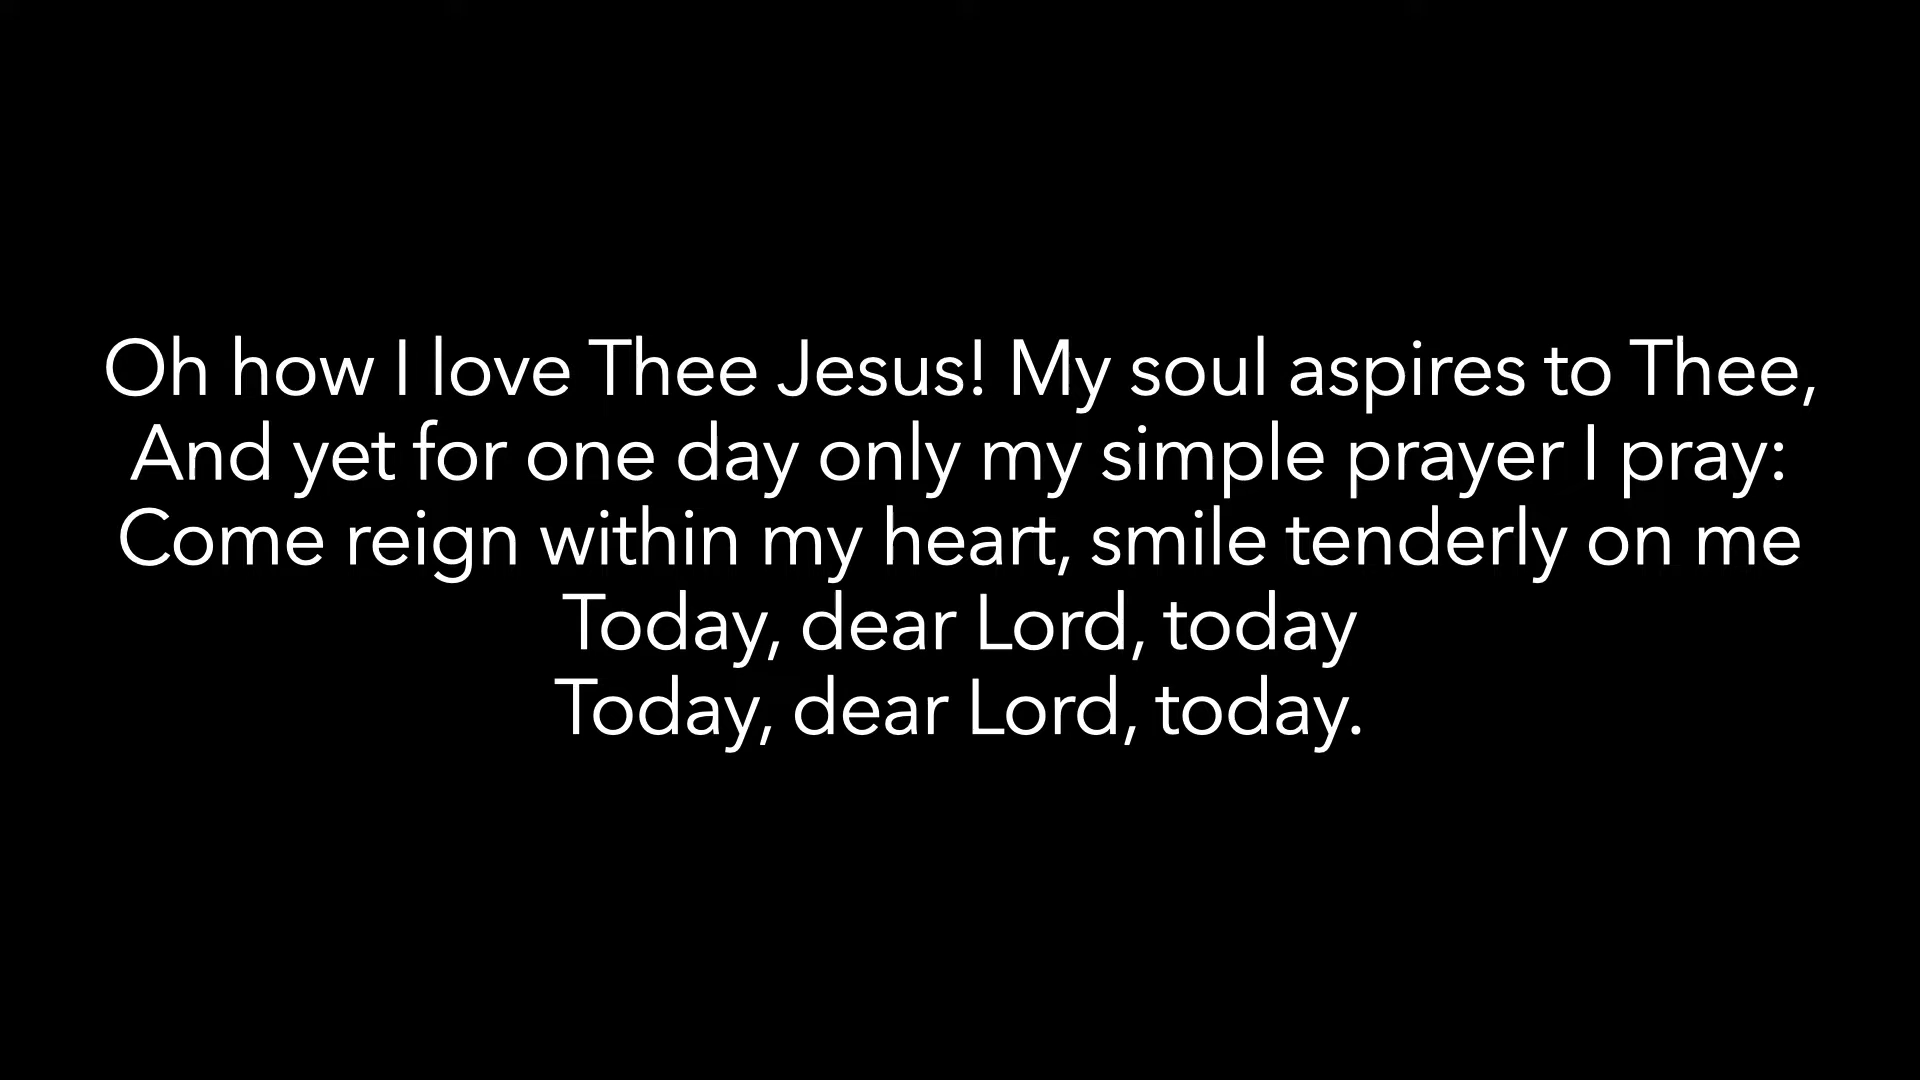 Oh how I love Thee Jesus! My soul aspires to Thee,
And yet for one day only my simple prayer I pray:
Come reign within my heart, smile tenderly on me
Today, dear Lord, today
Today, dear Lord, today.